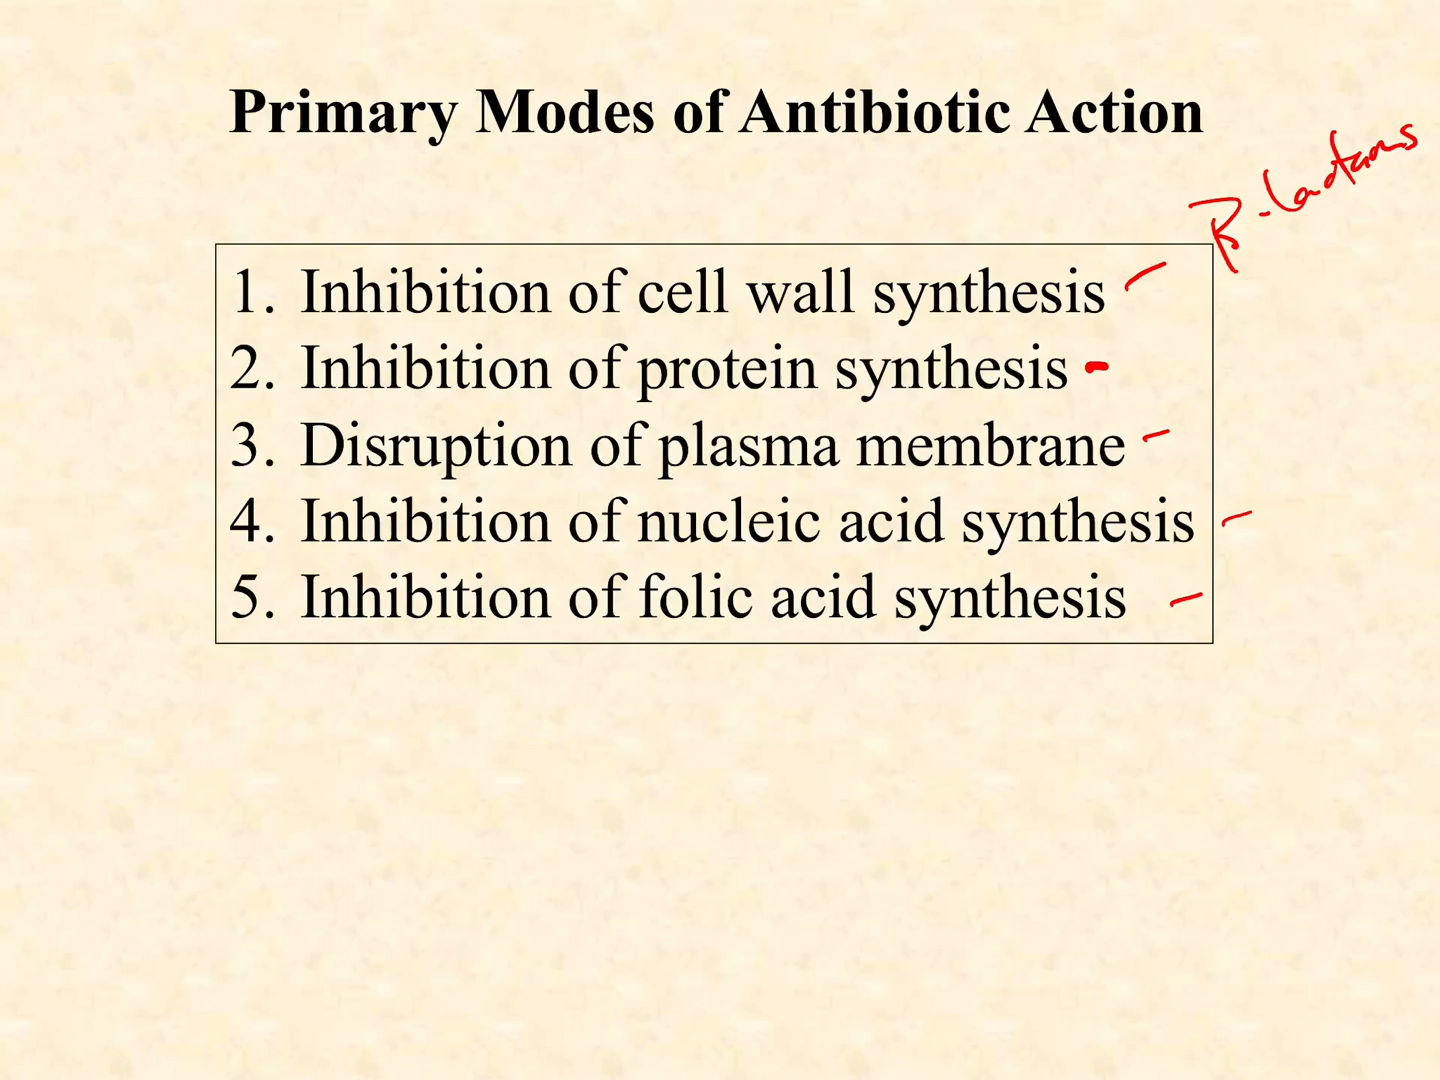 Primary Modes of Antibiotic Action
β-lactams
1. Inhibition of cell wall synthesis -
2. Inhibition of protein synthesis -
3. Disruption of plasma membrane -
4. Inhibition of nucleic acid synthesis -
5. Inhibition of folic acid synthesis -